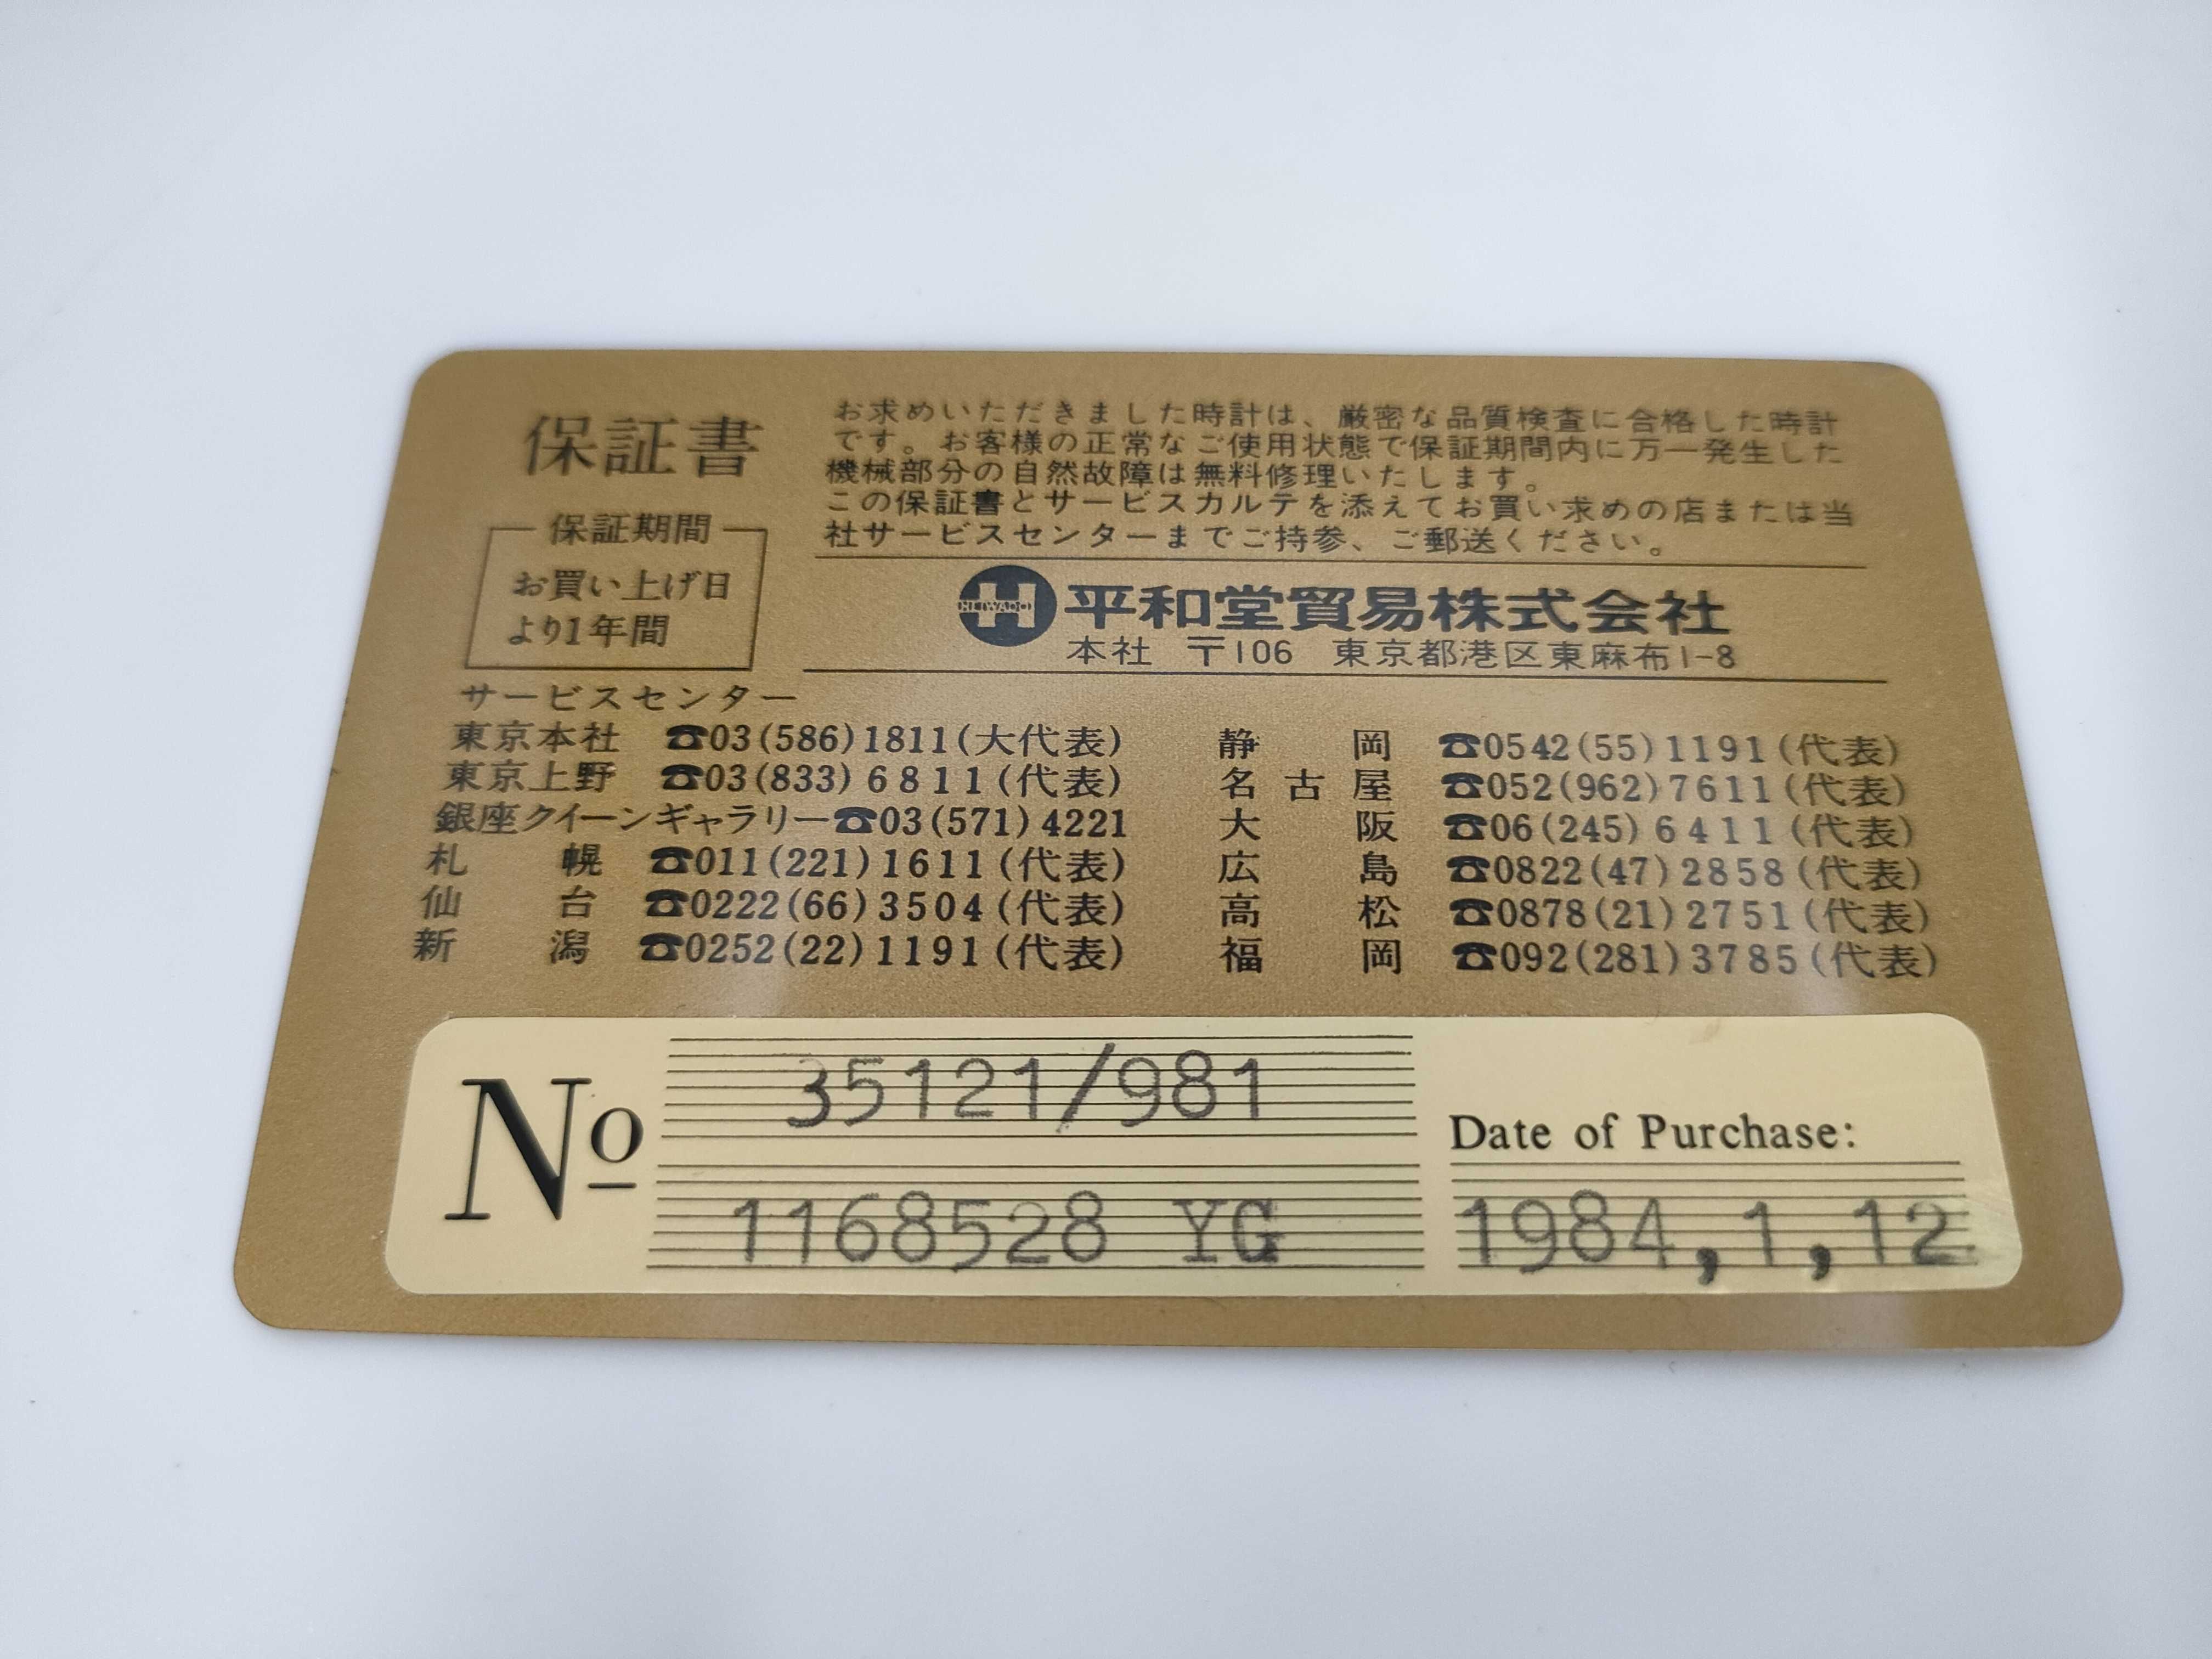 保証書
お求めいただきました時計は、厳密な品質検査に合格した時計
です。お客様の正常なご使用状態で保証期間内に万一発生した
機械部分の自然故障は無料修理いたします。
この保証書とサービスカルテを添えてお買い求めの店または当
社サービスセンターまでご持参、ご郵送ください。
保証期間
お買い上げ日
より1年間
HEIWADO
平和堂貿易株式会社
本社 〒106 東京都港区東麻布1-8
サービスセンター
東京本社 ☎03(586)1811(大代表)
東京上野 ☎03(833)6811(代表)
銀座クイーンギャラリー☎03(571)4221
札幌 ☎011(221)1611(代表)
仙台 ☎0222(66)3504(代表)
新潟 ☎0252(22)1191(代表)
静岡 ☎0542(55)1191(代表)
名古屋 ☎052(962)7611(代表)
大阪 ☎06(245)6411(代表)
広島 ☎0822(47)2858(代表)
高松 ☎0878(21)2751(代表)
福岡 ☎092(281)3785(代表)
No
35121/981
1168528 YG
Date of Purchase:
1984,1,12